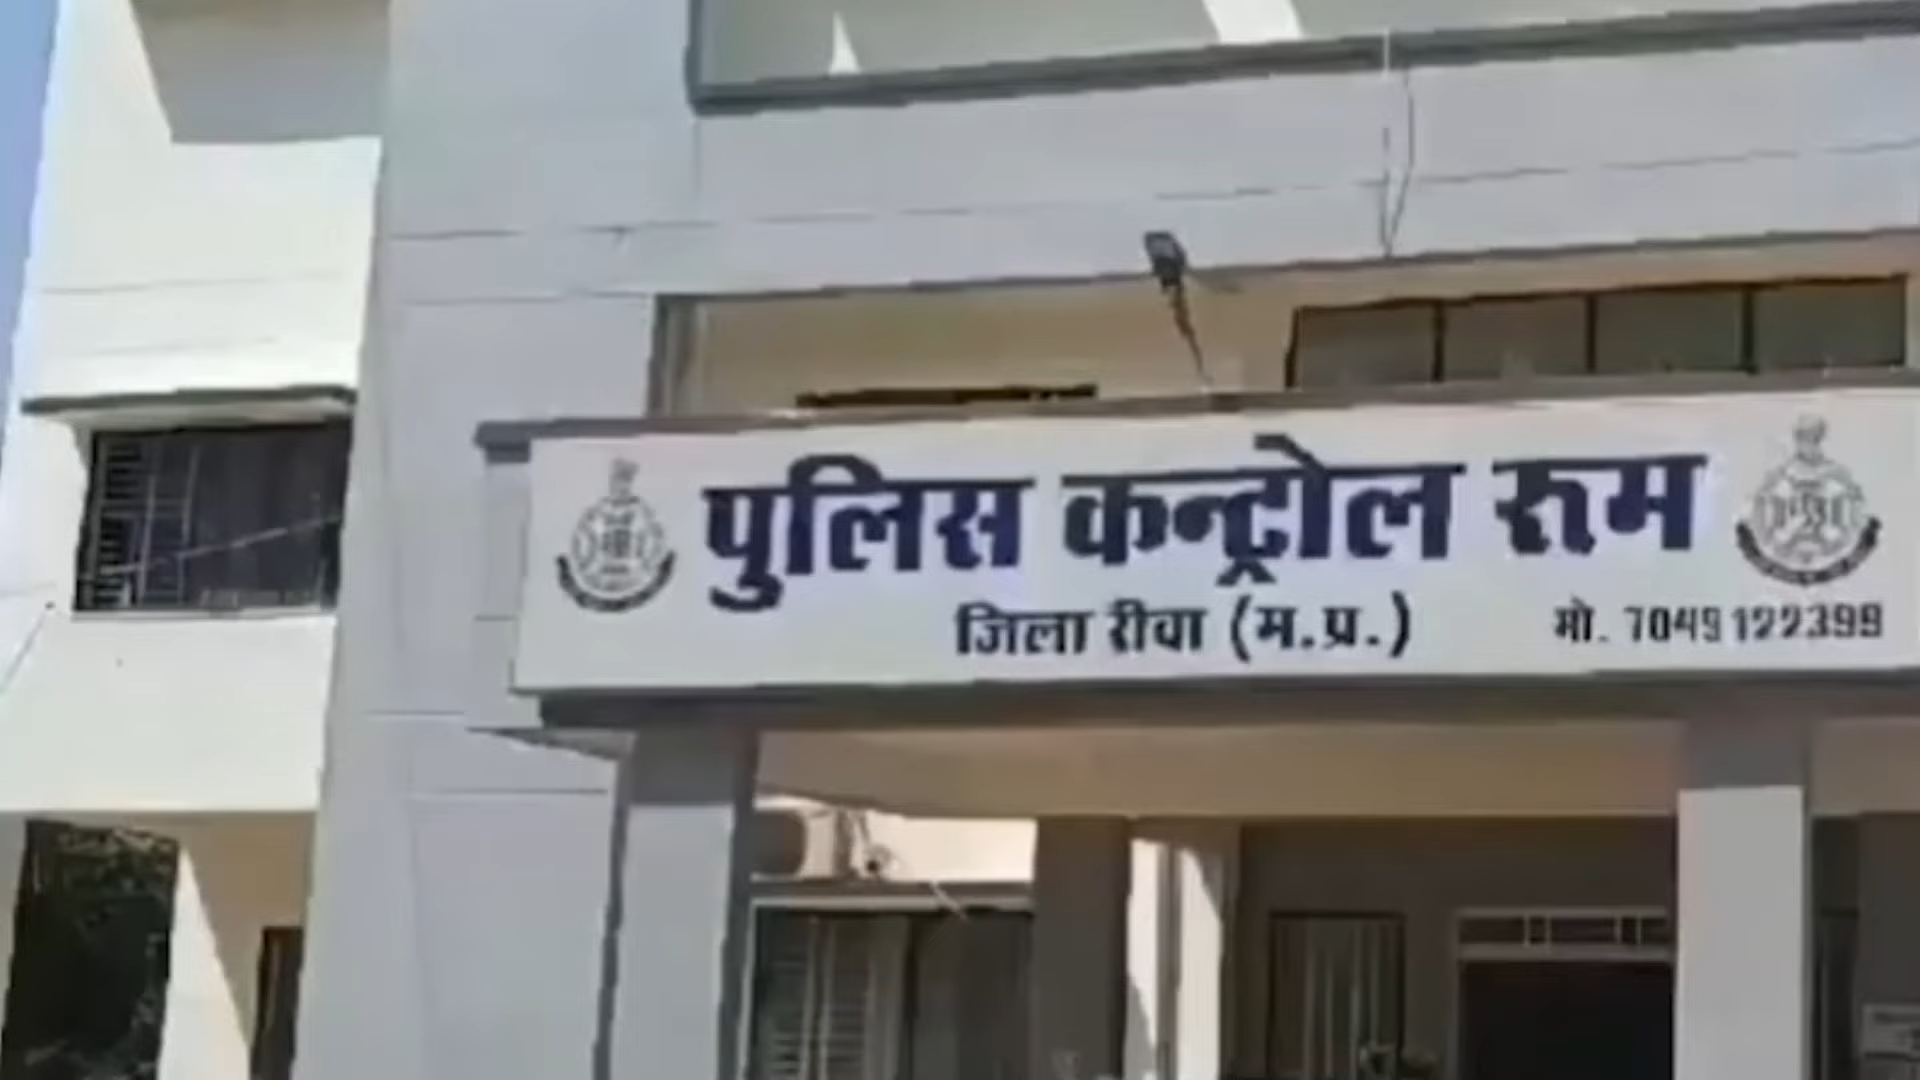 पुलिस कन्ट्रोल रूम
जिला रीवा (म.प्र.) मो. 7049122399